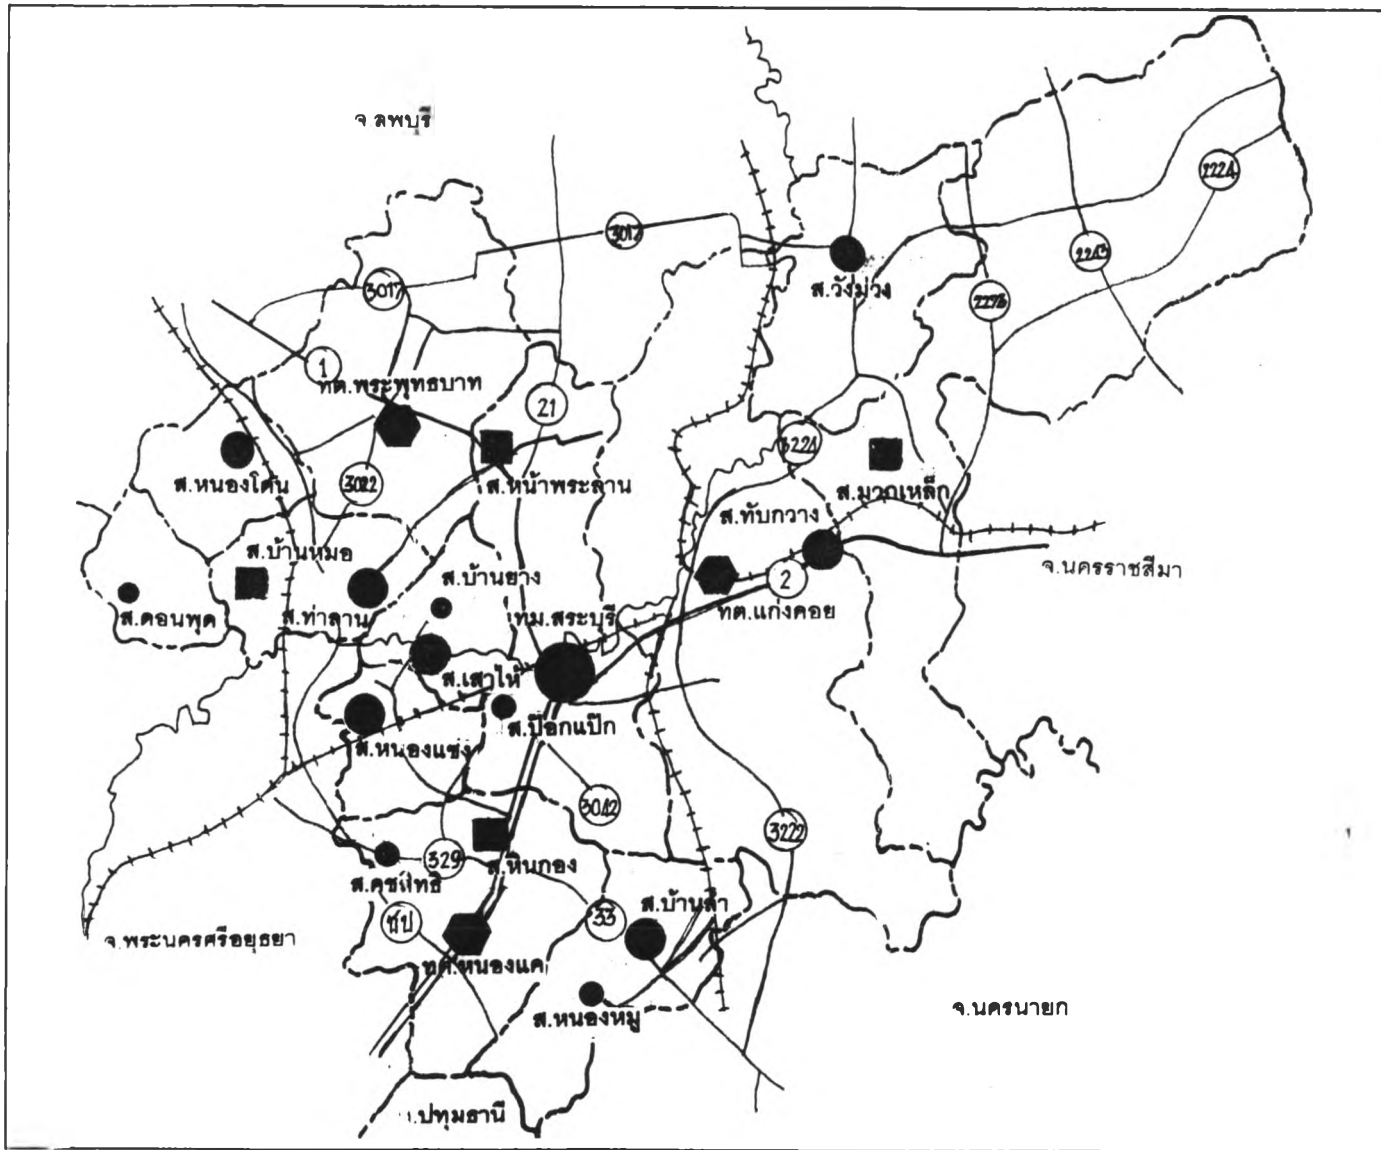 จ.ลพบุรี
2224
3017
2243
3017
ส.วังม่วง
2273
1
ทต.พระพุทธบาท
21
3224
ส.หนองโดน
3022
ส.หน้าพระลาน
ส.มวกเหล็ก
ส.ทับกวาง
ส.บ้านหมอ
ส.บ้านยาง
2
จ.นครราชสีมา
ส.ดอนพุด
ส.ท่าลาน
ทม.สระบุรี
ทต.แก่งคอย
ส.เสาไห้
ส.ป๊อกแป๊ก
ส.หนองแซง
3042
3222
329
ส.หินกอง
ส.คชสิทธิ์
ชป
33
ส.บ้านลำ
จ.พระนครศรีอยุธยา
ทต.หนองแค
ส.หนองหมู
จ.นครนายก
จ.ปทุมธานี